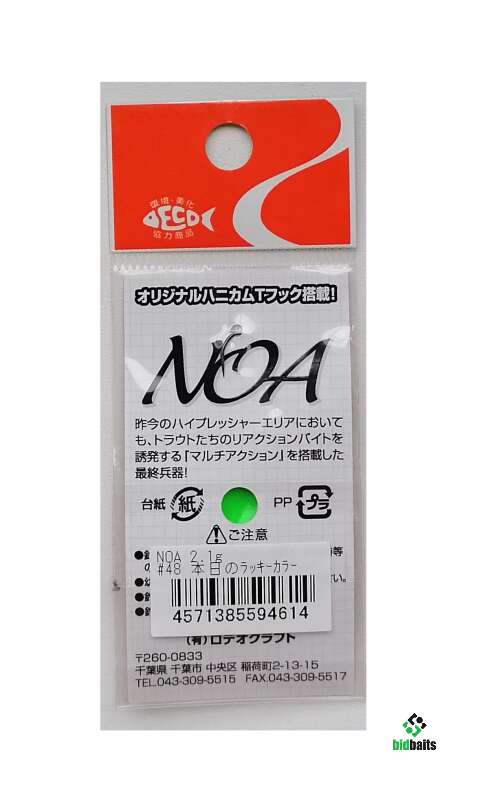 環境・美化
ECO
協力商品
オリジナルハニカムTフック搭載!
NOA
昨今のハイプレッシャーエリアにおいて
も、トラウトたちのリアクションバイトを
誘発する『マルチアクション』を搭載した
最終兵器!
台紙 紙 PP プラ
ご注意
NOA 2.1g
#48 本日のラッキーカラー
4571385594614
(有)ロデオクラフト
〒260-0833
千葉県 千葉市 中央区 稲荷町2-13-15
TEL.043-309-5515 FAX.043-309-5517
bidbaits